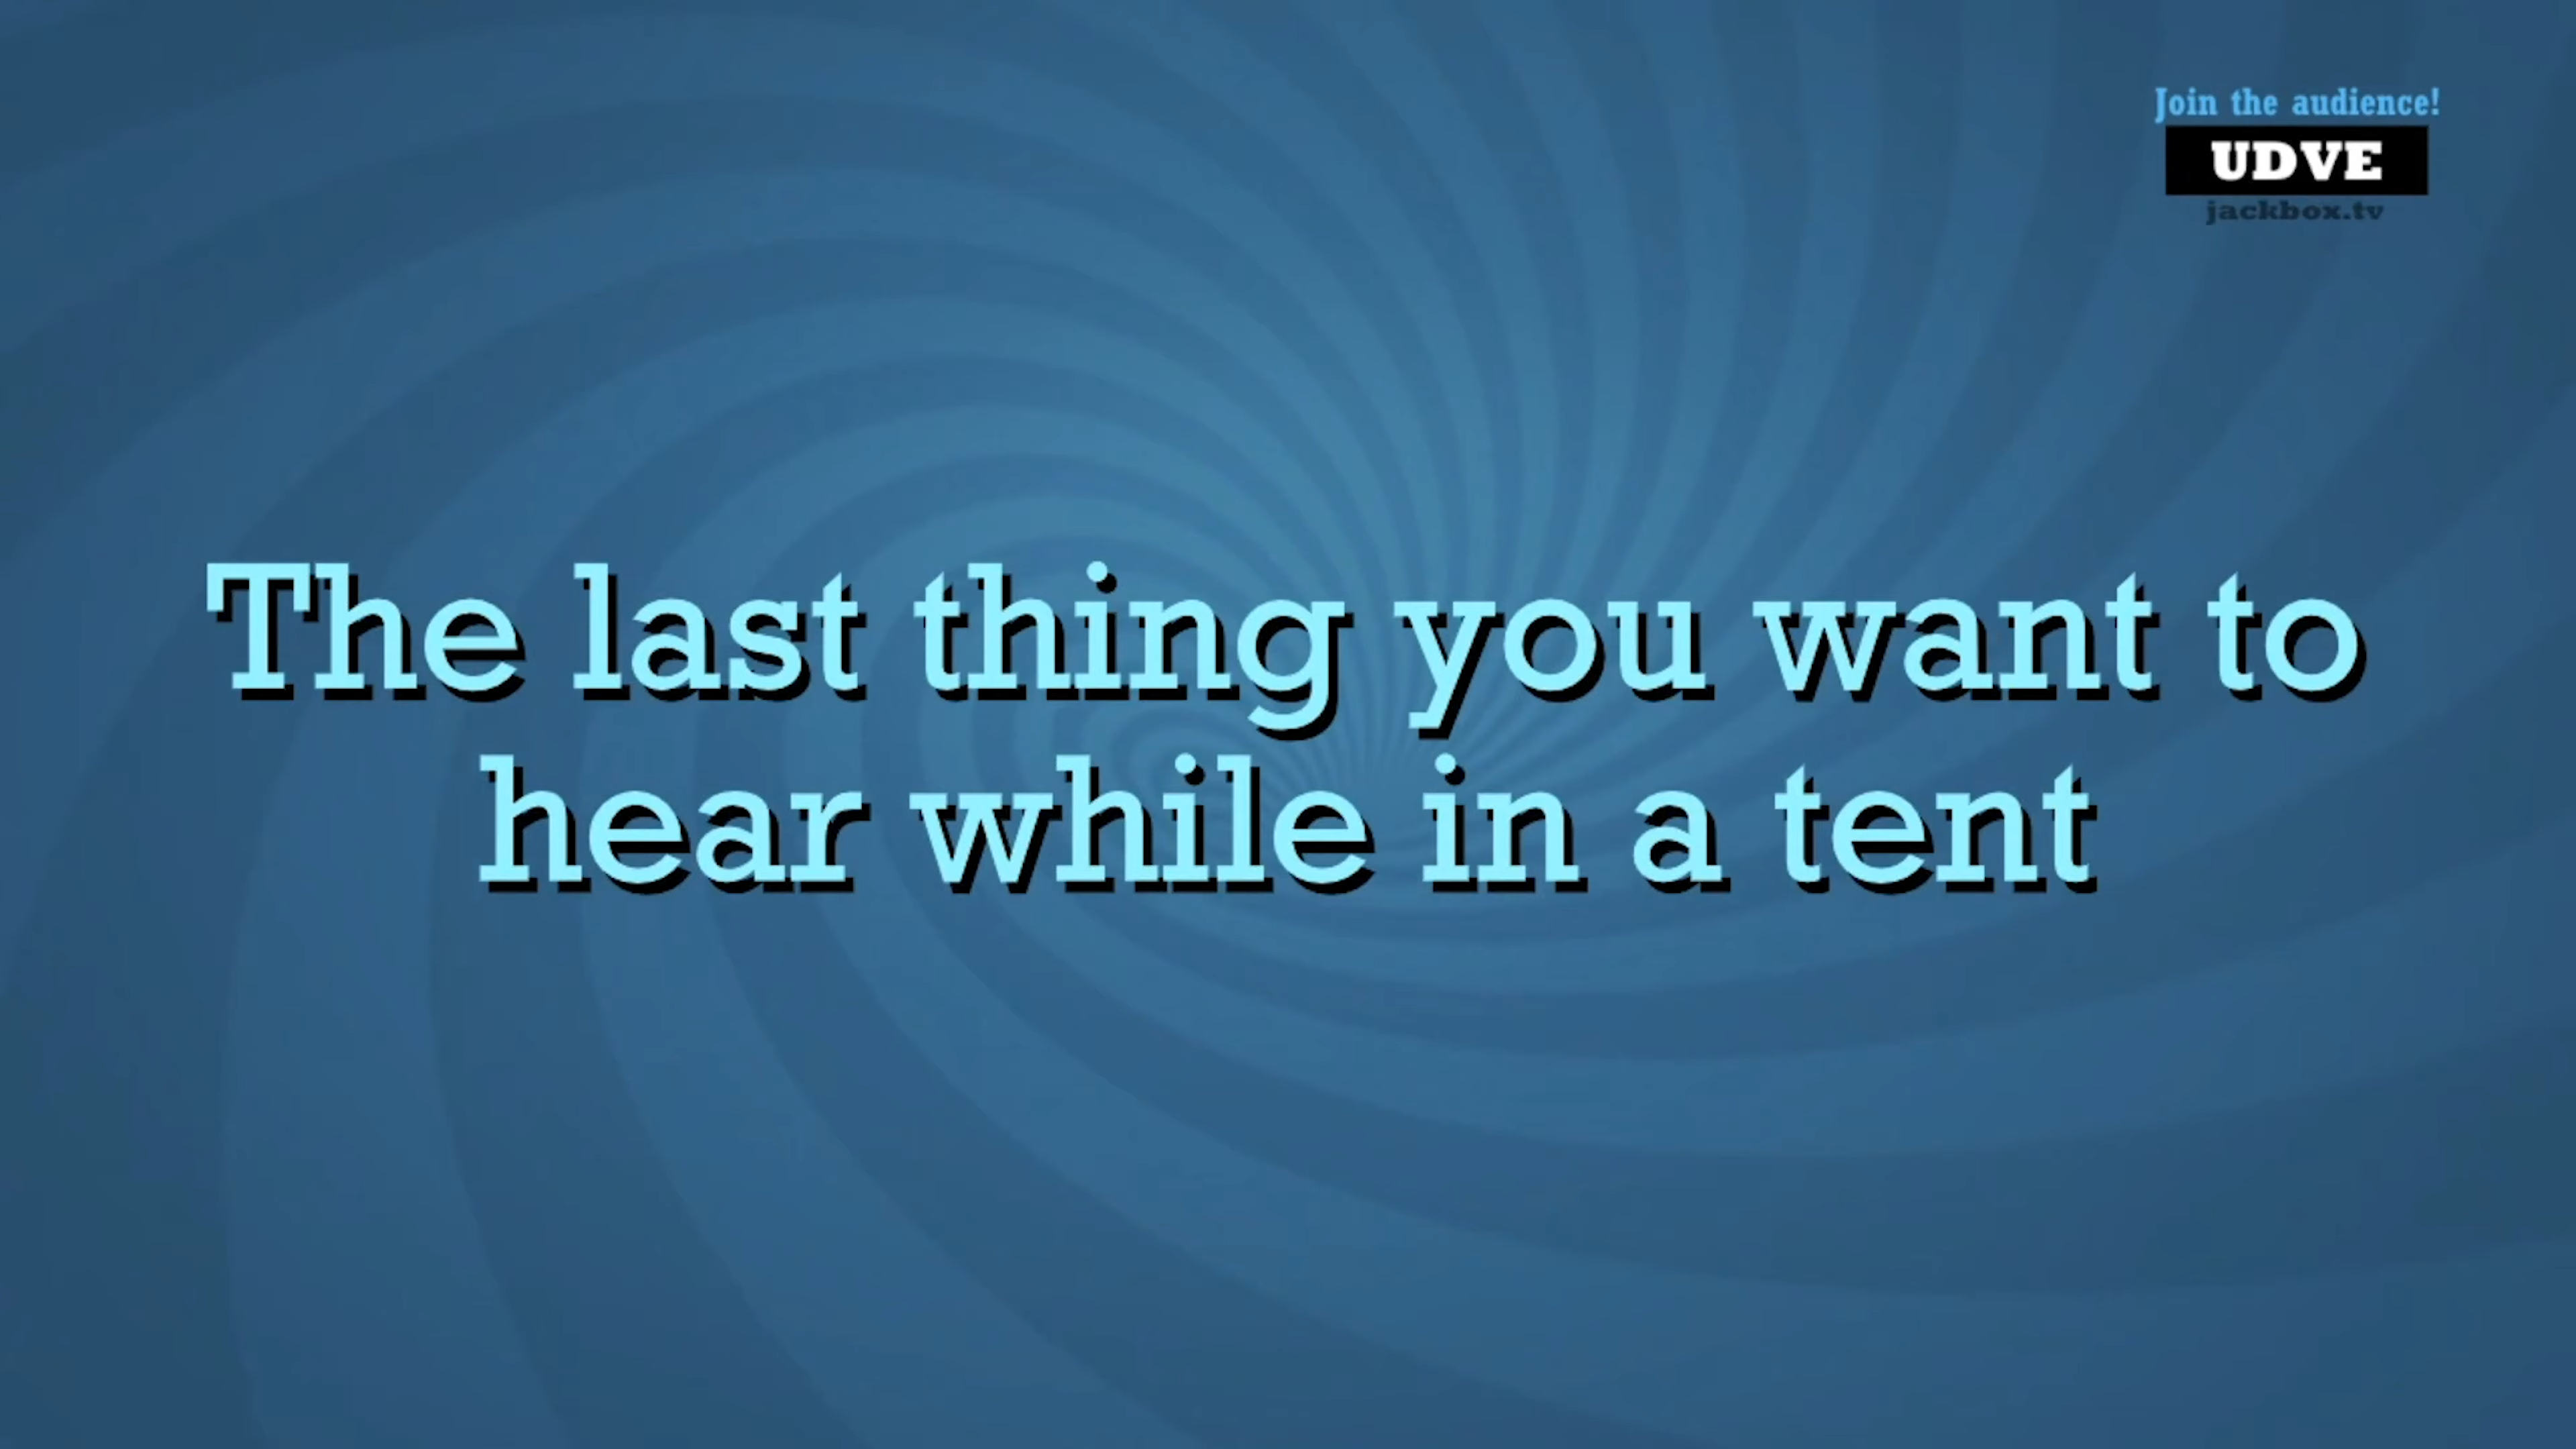 Join the audience!
UDVE
jackbox.tv
The last thing you want to
hear while in a tent